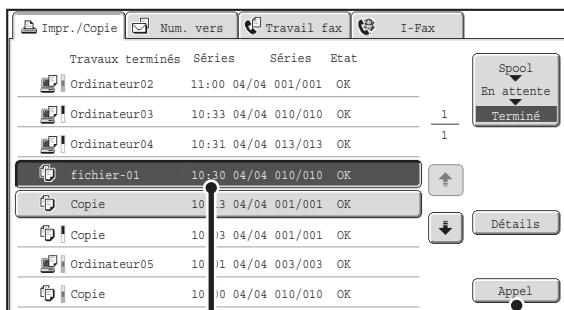 Impr./Copie Num. vers Travail fax I-Fax
Travaux terminés Séries Séries Etat
Ordinateur02 11:00 04/04 001/001 OK
Ordinateur03 10:33 04/04 010/010 OK
Ordinateur04 10:31 04/04 013/013 OK
fichier-01 10:30 04/04 010/010 OK
Copie 04/04 001/001 OK
Copie 04/04 001/001 OK
Ordinateur05 04/04 003/003 OK
Copie 04/04 010/010 OK
1
1
Spool
En attente
Terminé
Détails
Appel